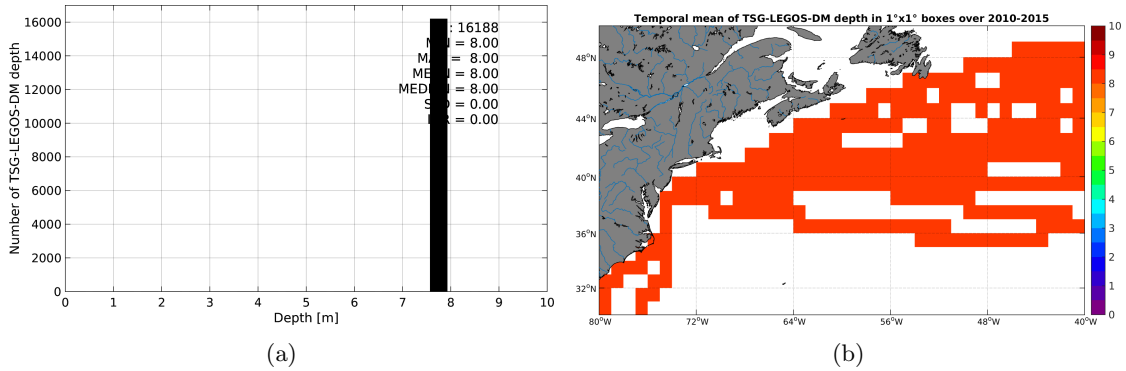 Number of TSG-LEGOS-DM depth
16000
14000
12000
10000
8000
6000
4000
2000
0
: 16188
= 8.00
= 8.00
= 8.00
= 8.00
= 0.00
= 0.00
0 1 2 3 4 5 6 7 8 9 10
Depth [m]
(a)
Temporal mean of TSG-LEGOS-DM depth in 1°x1° boxes over 2010-2015
48°N
44°N
40°N
36°N
32°N
80°W 72°W 64°W 56°W 48°W 40°W
10
9
8
7
6
5
4
3
2
1
0
(b)